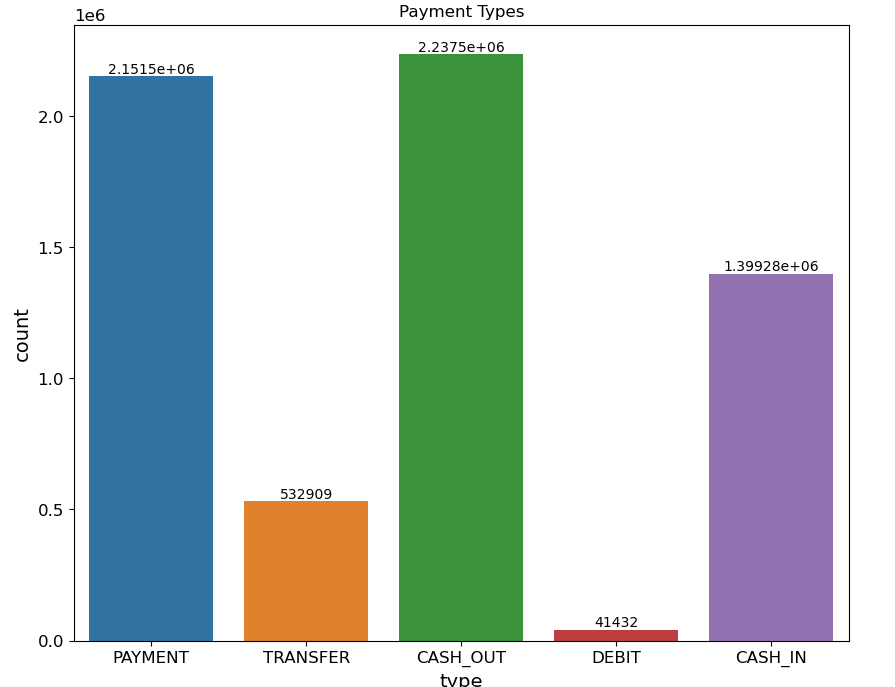 Payment Types
1e6
2.1515e+06
532909
2.2375e+06
41432
1.39928e+06
2.0
1.5
1.0
0.5
0.0
count
PAYMENT TRANSFER CASH_OUT DEBIT CASH_IN
type